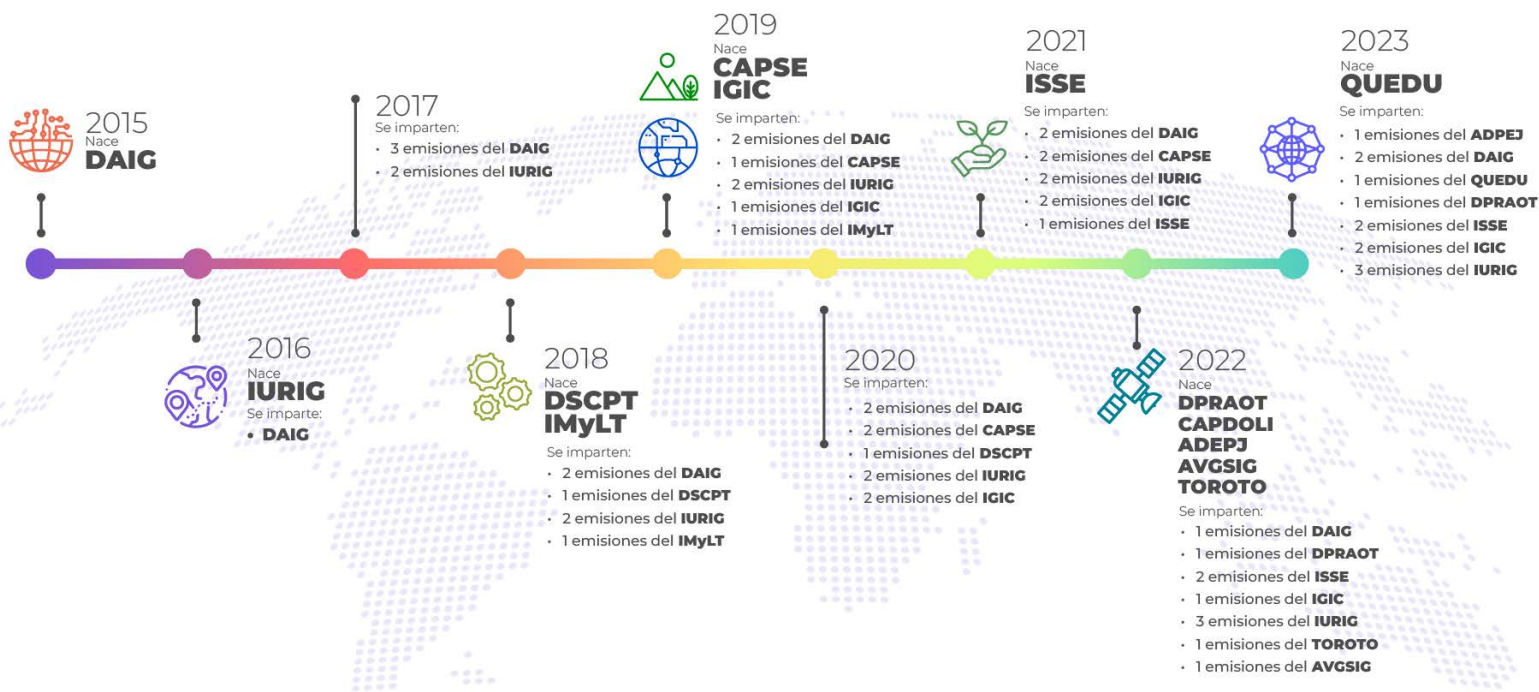 2015
Nace
DAIG
2016
Nace
IURIG
Se imparte:
• DAIG
2017
Se imparten:
• 3 emisiones del DAIG
• 2 emisiones del IURIG
2018
Nace
DSCPT
IMyLT
Se imparten:
• 2 emisiones del DAIG
• 1 emisiones del DSCPT
• 2 emisiones del IURIG
• 1 emisiones del IMyLT
2019
Nace
CAPSE
IGIC
Se imparten:
• 2 emisiones del DAIG
• 1 emisiones del CAPSE
• 2 emisiones del IURIG
• 1 emisiones del IGIC
• 1 emisiones del IMyLT
2020
Se imparten:
• 2 emisiones del DAIG
• 2 emisiones del CAPSE
• 1 emisiones del DSCPT
• 2 emisiones del IURIG
• 2 emisiones del IGIC
2021
Nace
ISSE
Se imparten:
• 2 emisiones del DAIG
• 2 emisiones del CAPSE
• 2 emisiones del IURIG
• 2 emisiones del IGIC
• 1 emisiones del ISSE
2022
Nace
DPRAOT
CAPDOLI
ADEPJ
AVGSIG
TOROTO
Se imparten:
• 1 emisiones del DAIG
• 1 emisiones del DPRAOT
• 2 emisiones del ISSE
• 1 emisiones del IGIC
• 3 emisiones del IURIG
• 1 emisiones del TOROTO
• 1 emisiones del AVGSIG
2023
Nace
QUEDU
Se imparten:
• 1 emisiones del ADPEJ
• 2 emisiones del DAIG
• 1 emisiones del QUEDU
• 1 emisiones del DPRAOT
• 2 emisiones del ISSE
• 2 emisiones del IGIC
• 3 emisiones del IURIG